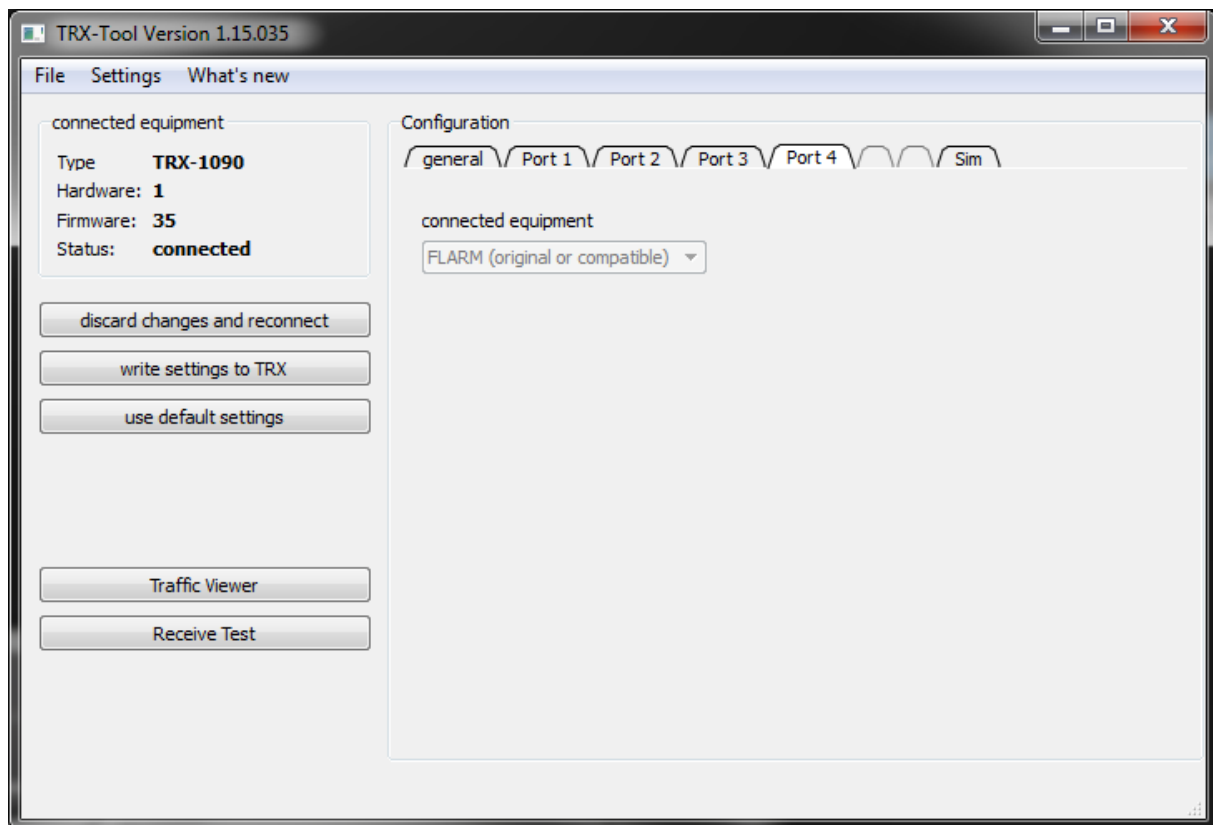 TRX-Tool Version 1.15.035
File Settings What's new
connected equipment
Type TRX-1090
Hardware: 1
Firmware: 35
Status: connected
discard changes and reconnect
write settings to TRX
use default settings
Traffic Viewer
Receive Test
Configuration
general Port 1 Port 2 Port 3 Port 4 Sim
connected equipment
FLARM (original or compatible)